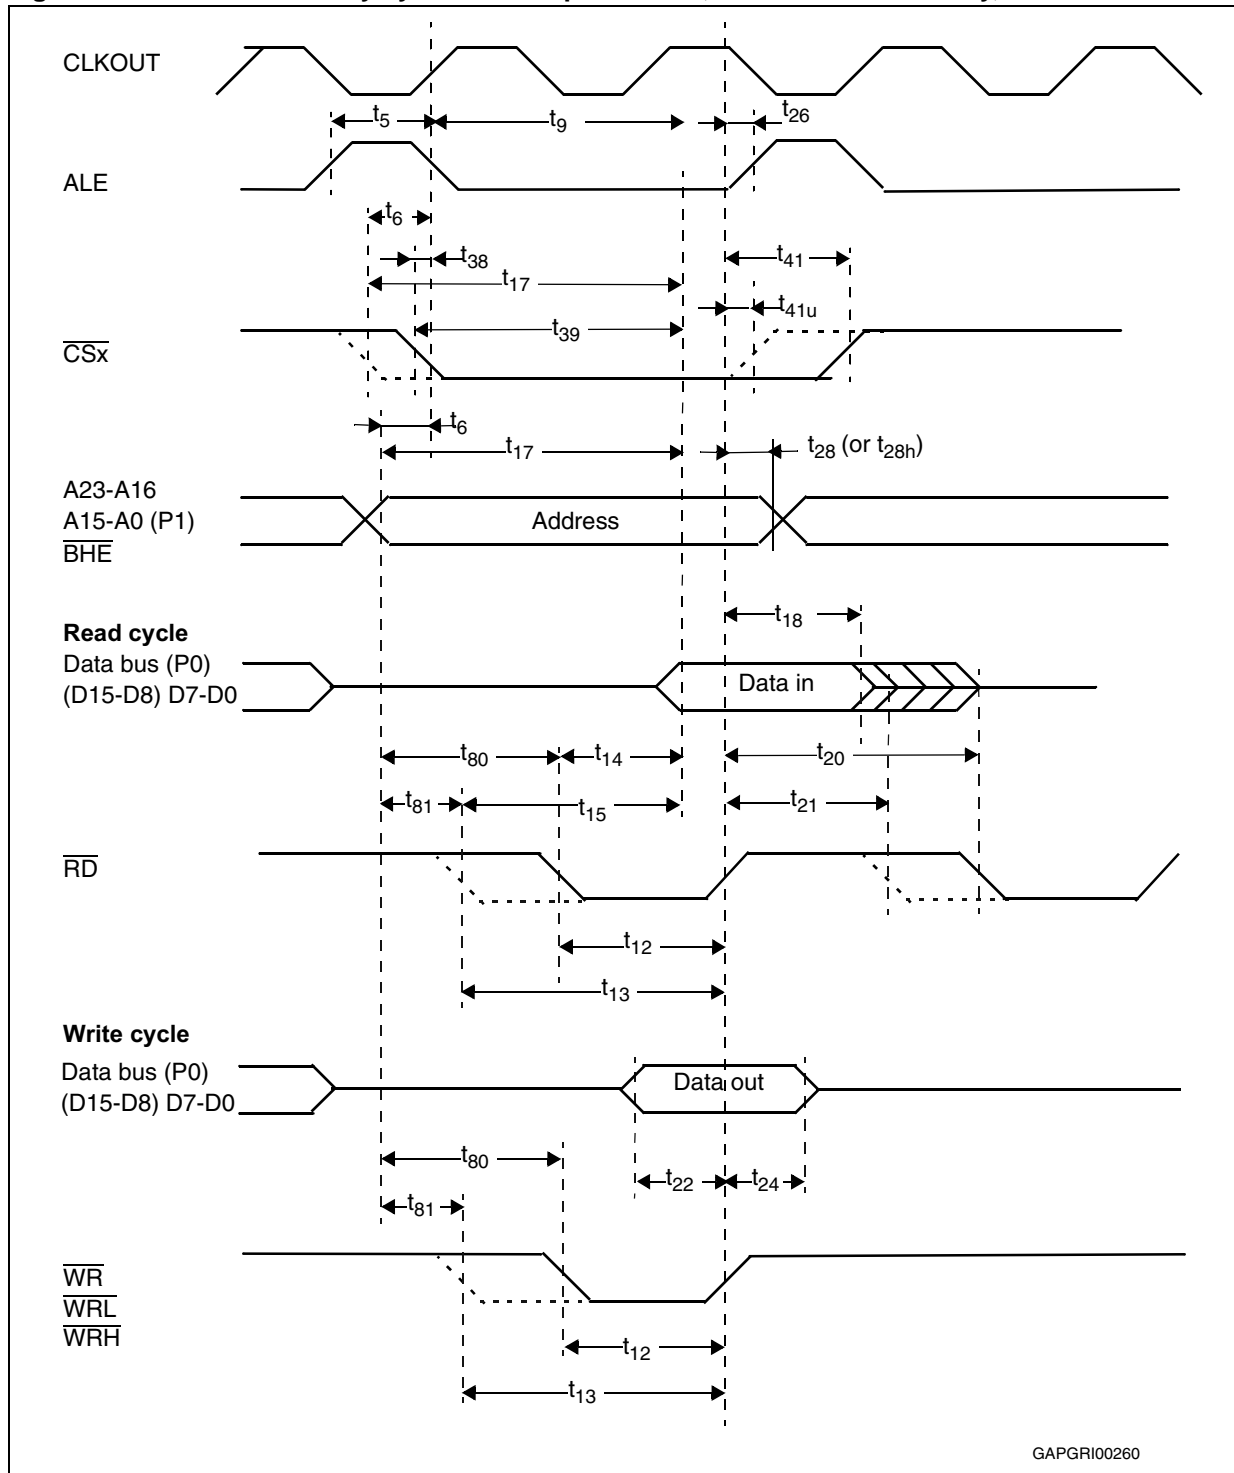 CLKOUT
t5
t9
t26
ALE
t6
t38
t41
t17
t41u
t39
CSx
t6
t17
t28 (or t28h)
A23-A16
A15-A0 (P1)
Address
BHE
t18
Read cycle
Data bus (P0)
Data in
(D15-D8) D7-D0
t80
t14
t20
t81
t15
t21
RD
t12
t13
Write cycle
Data bus (P0)
Data out
(D15-D8) D7-D0
t80
t22
t24
t81
WR
WRL
WRH
t12
t13
GAPGRI00260